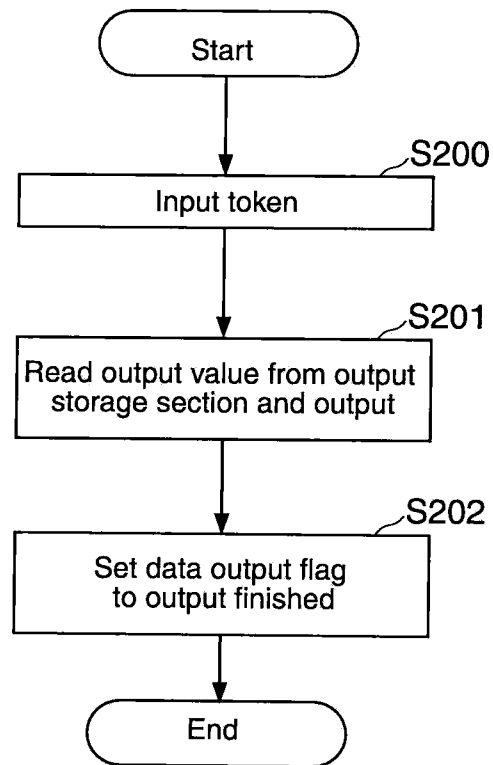 Start
S200
Input token
S201
Read output value from output
storage section and output
S202
Set data output flag
to output finished
End